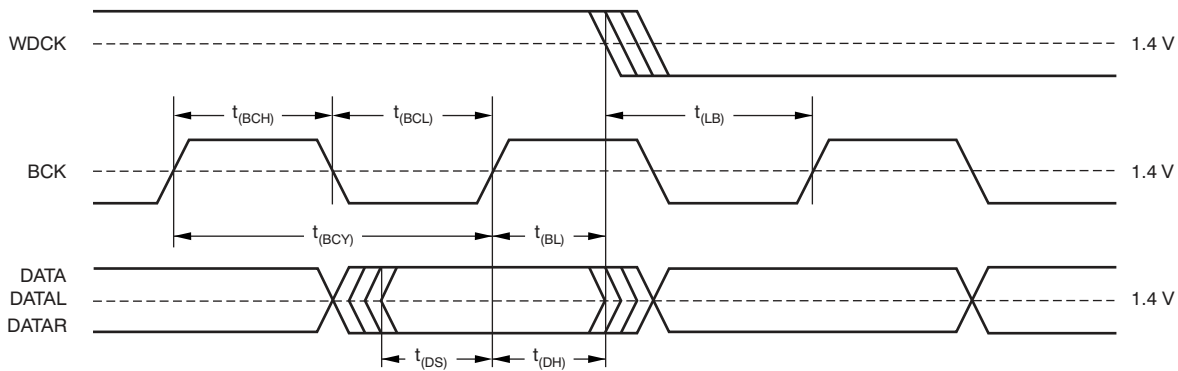 WDCK
1.4 V
t(BCH)
t(BCL)
t(LB)
BCK
1.4 V
t(BCY)
t(BL)
DATA
DATAL
DATAR
1.4 V
t(DS)
t(DH)